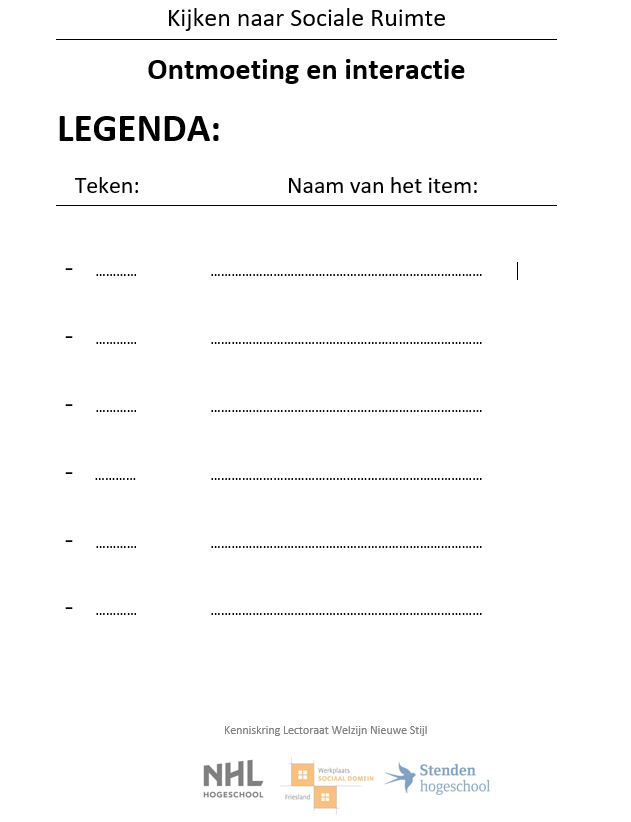 Kijken naar Sociale Ruimte
Ontmoeting en interactie
LEGENDA:
Teken: Naam van het item:
- ………… ……………………………………………………………………
- ………… ……………………………………………………………………
- ………… ……………………………………………………………………
- ………… ……………………………………………………………………
- ………… ……………………………………………………………………
- ………… ……………………………………………………………………
Kenniskring Lectoraat Welzijn Nieuwe Stijl
NHL
HOGESCHOOL
Werkplaats
SOCIAAL DOMEIN
Friesland
Stenden
hogeschool